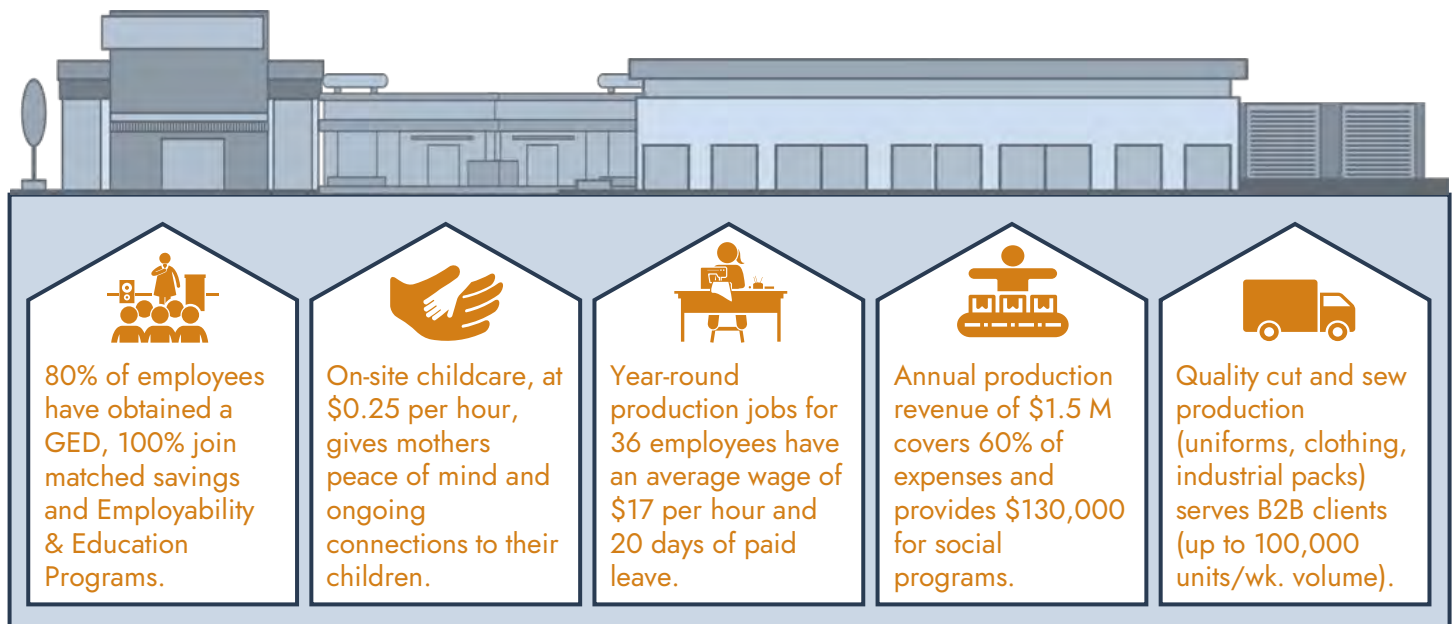 80% of employees
have obtained a
GED, 100% join
matched savings
and Employability
& Education
Programs.
On-site childcare, at
$0.25 per hour,
gives mothers
peace of mind and
ongoing
connections to their
children.
Year-round
production jobs for
36 employees have
an average wage of
$17 per hour and
20 days of paid
leave.
Annual production
revenue of $1.5 M
covers 60% of
expenses and
provides $130,000
for social
programs.
Quality cut and sew
production
(uniforms, clothing,
industrial packs)
serves B2B clients
(up to 100,000
units/wk. volume).